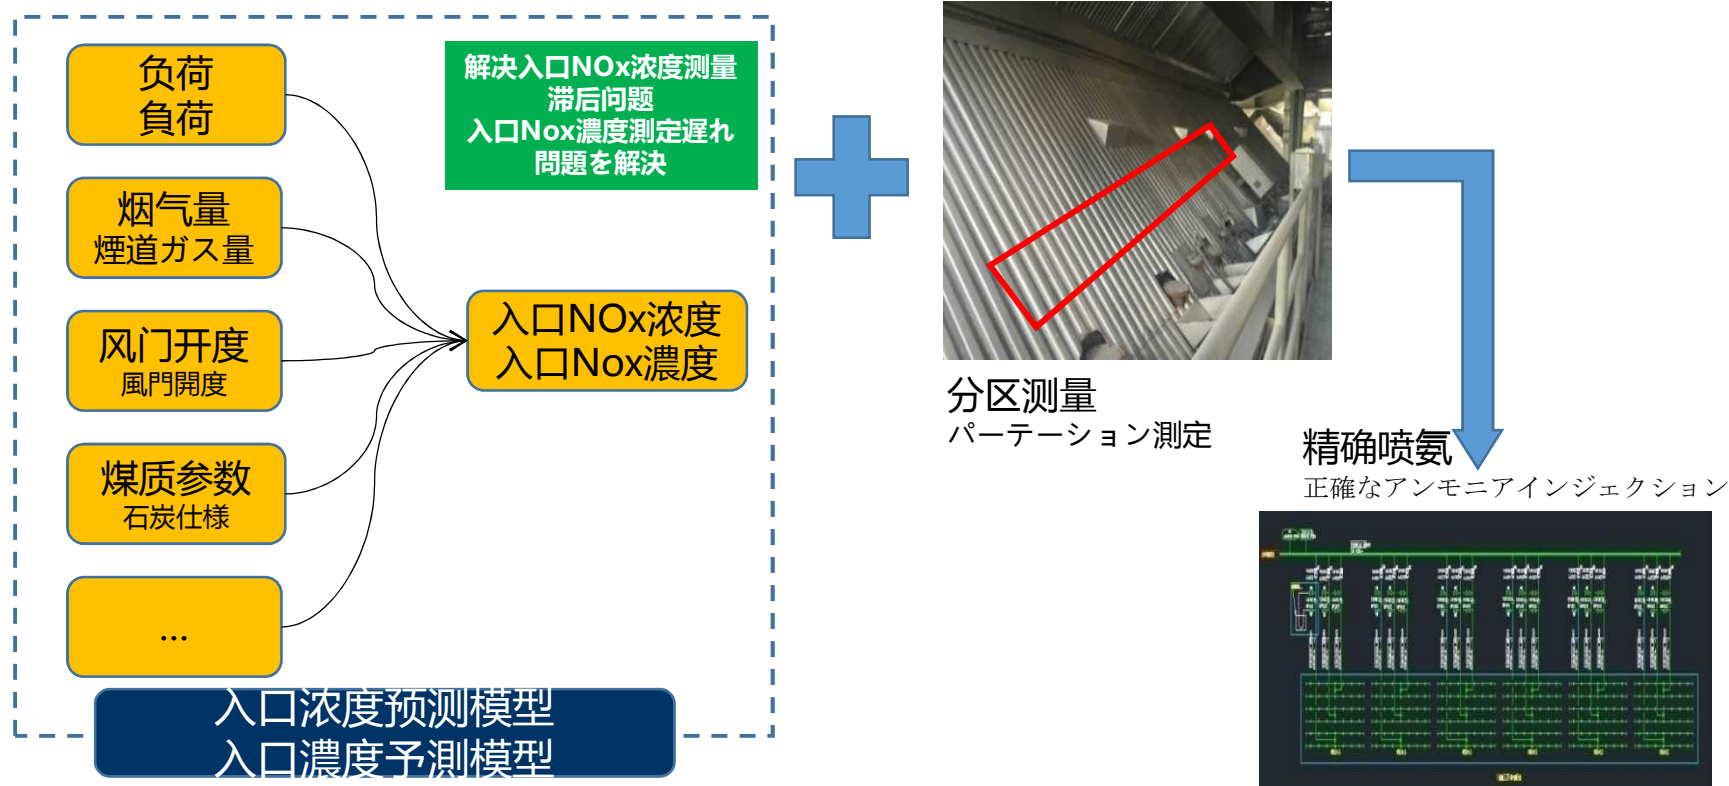 负荷
負荷
烟气量
煙道ガス量
风门开度
風門開度
煤质参数
石炭仕様
...
解决入口NOx浓度测量
滞后问题
入口Nox濃度測定遅れ
問題を解決
入口NOx浓度
入口Nox濃度
入口浓度预测模型
入口濃度予測模型
分区测量
パーテーション測定
精确喷氨
正確なアンモニアインジェクション